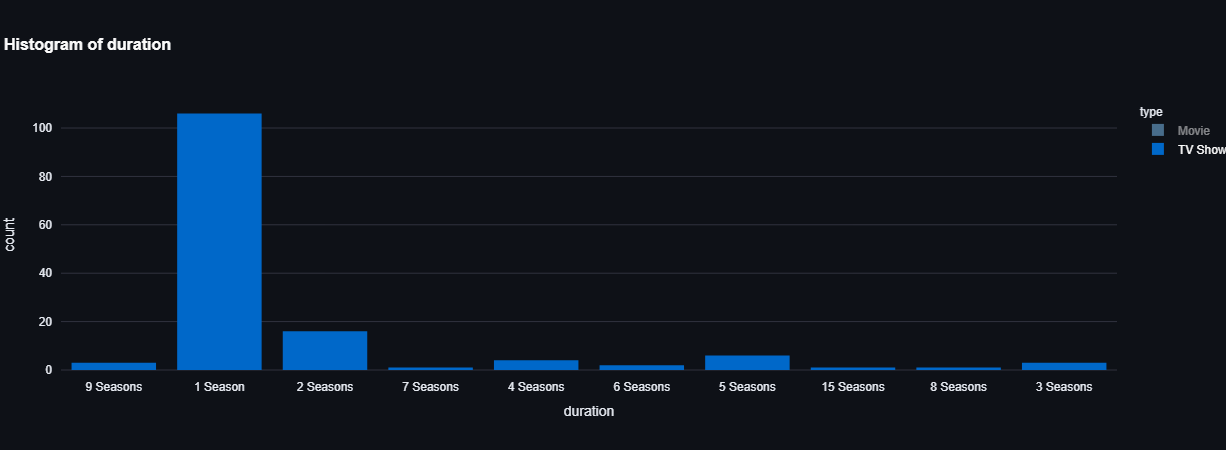 Histogram of duration
type
Movie
TV Show
100
80
60
40
20
0
count
9 Seasons
1 Season
2 Seasons
7 Seasons
4 Seasons
6 Seasons
5 Seasons
15 Seasons
8 Seasons
3 Seasons
duration